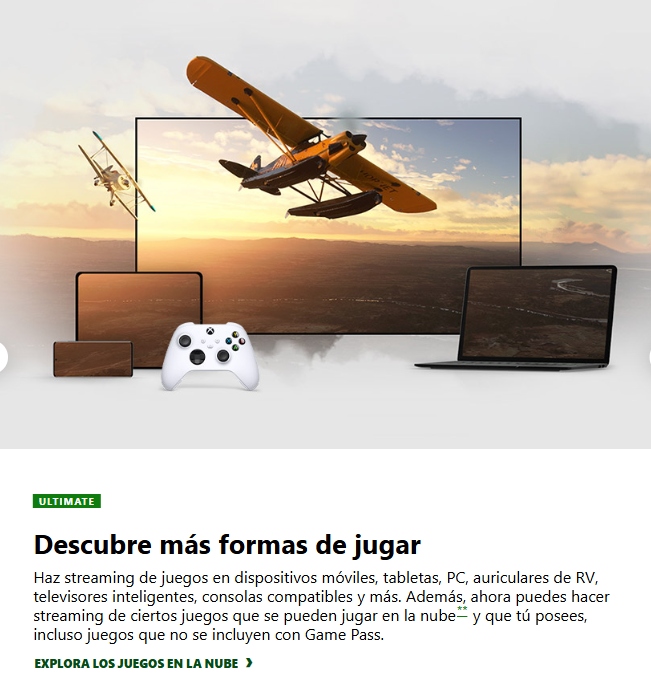 ULTIMATE
Descubre más formas de jugar
Haz streaming de juegos en dispositivos móviles, tabletas, PC, auriculares de RV,
televisores inteligentes, consolas compatibles y más. Además, ahora puedes hacer
streaming de ciertos juegos que se pueden jugar en la nube** y que tú posees,
incluso juegos que no se incluyen con Game Pass.
EXPLORA LOS JUEGOS EN LA NUBE ❯